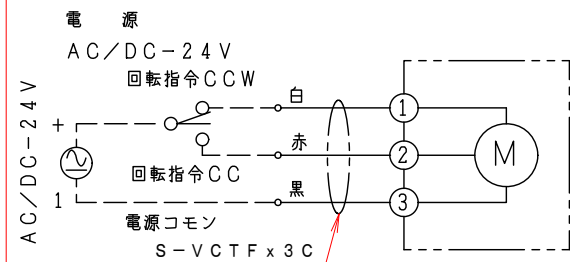 電 源
AC/DC-24V
回転指令CCW
AC/DC-24V
+
1
白
1
赤
2
M
回転指令CC
黒
3
電源コモン
S-VCTFx3C